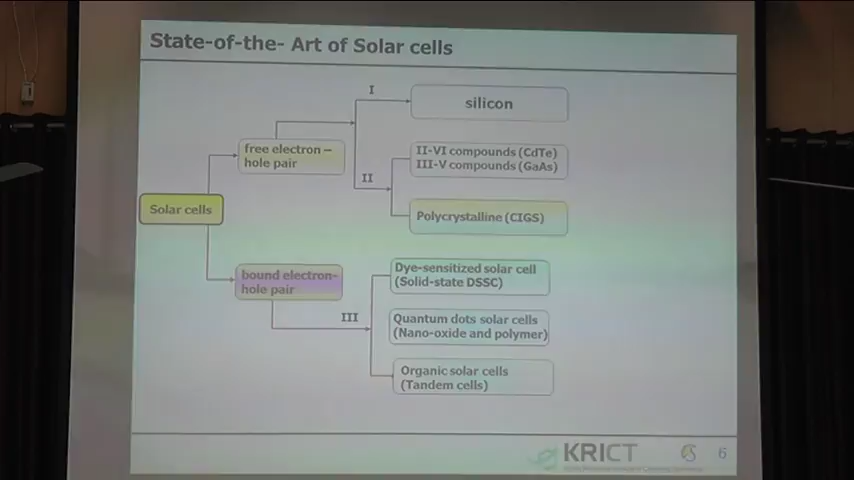 State-of-the- Art of Solar cells
I
silicon
free electron –
hole pair
II-VI compounds (CdTe)
III-V compounds (GaAs)
II
Polycrystalline (CIGS)
Solar cells
bound electron-
hole pair
Dye-sensitized solar cell
(Solid-state DSSC)
III
Quantum dots solar cells
(Nano-oxide and polymer)
Organic solar cells
(Tandem cells)
KRICT
6